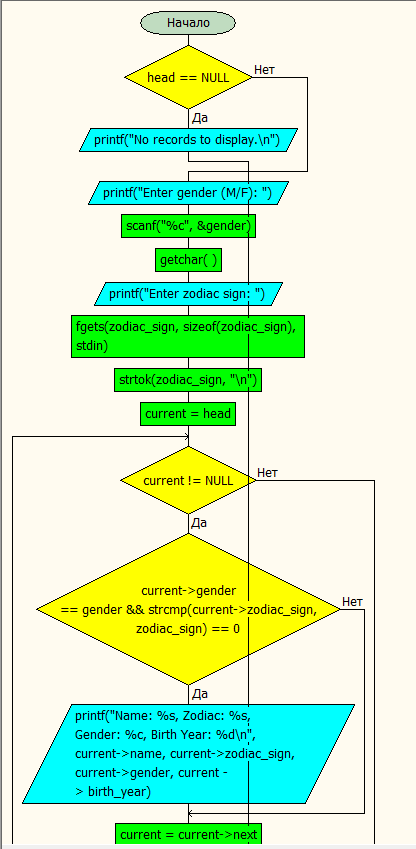 Начало
head == NULL
Нет
Да
printf("No records to display.\n")
printf("Enter gender (M/F): ")
scanf("%c", &gender)
getchar( )
printf("Enter zodiac sign: ")
fgets(zodiac_sign, sizeof(zodiac_sign),
stdin)
strtok(zodiac_sign, "\n")
current = head
current != NULL
Нет
Да
current->gender
== gender && strcmp(current->zodiac_sign,
zodiac_sign) == 0
Нет
Да
printf("Name: %s, Zodiac: %s,
Gender: %c, Birth Year: %d\n",
current->name, current->zodiac_sign,
current->gender, current -
> birth_year)
current = current->next